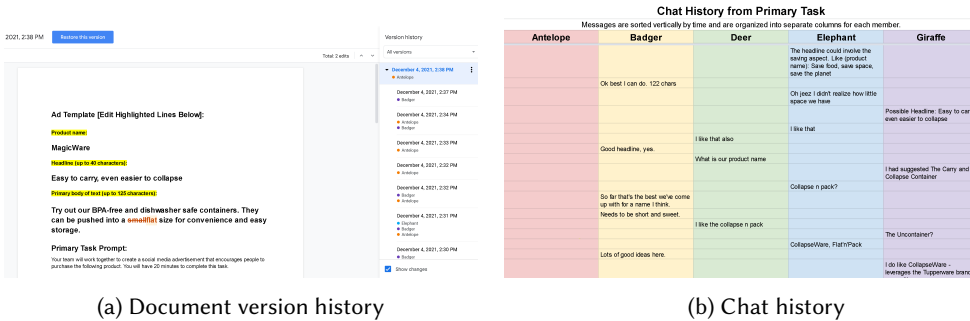 2021, 2:38 PM
Restore this version
Version history
Total: 2 edits
All versions
December 4, 2021, 2:38 PM
Antelope
December 4, 2021, 2:37 PM
Badger
December 4, 2021, 2:34 PM
Antelope
Badger
December 4, 2021, 2:33 PM
Antelope
December 4, 2021, 2:32 PM
Antelope
December 4, 2021, 2:32 PM
Badger
Antelope
December 4, 2021, 2:31 PM
Elephant
Badger
Antelope
December 4, 2021, 2:30 PM
Badger
Show changes
Ad Template [Edit Highlighted Lines Below]:
Product name:
MagicWare
Headline (up to 40 characters):
Easy to carry, even easier to collapse
Primary body of text (up to 125 characters):
Try out our BPA-free and dishwasher safe containers. They
can be pushed into a smallflat size for convenience and easy
storage.
Primary Task Prompt:
Your team will work together to create a social media advertisement that encourages people to
purchase the following product. You will have 20 minutes to complete this task.
(a) Document version history
Chat History from Primary Task
Messages are sorted vertically by time and are organized into separate columns for each member.
Antelope Badger Deer Elephant Giraffe
The headline could involve the
saving aspect. Like (product
name): Save food, save space,
save the planet
Ok best I can do. 122 chars
Oh jeez I didn't realize how little
space we have
Possible Headline: Easy to car
even easier to collapse
I like that
I like that also
Good headline, yes.
What is our product name
I had suggested The Carry and
Collapse Container
Collapse n pack?
So far that's the best we've come
up with for a name I think.
Needs to be short and sweet.
I like the collapse n pack
The Uncontainer?
CollapseWare, Flat'n'Pack
Lots of good ideas here.
I do like CollapseWare -
leverages the Tupperware bran
(b) Chat history